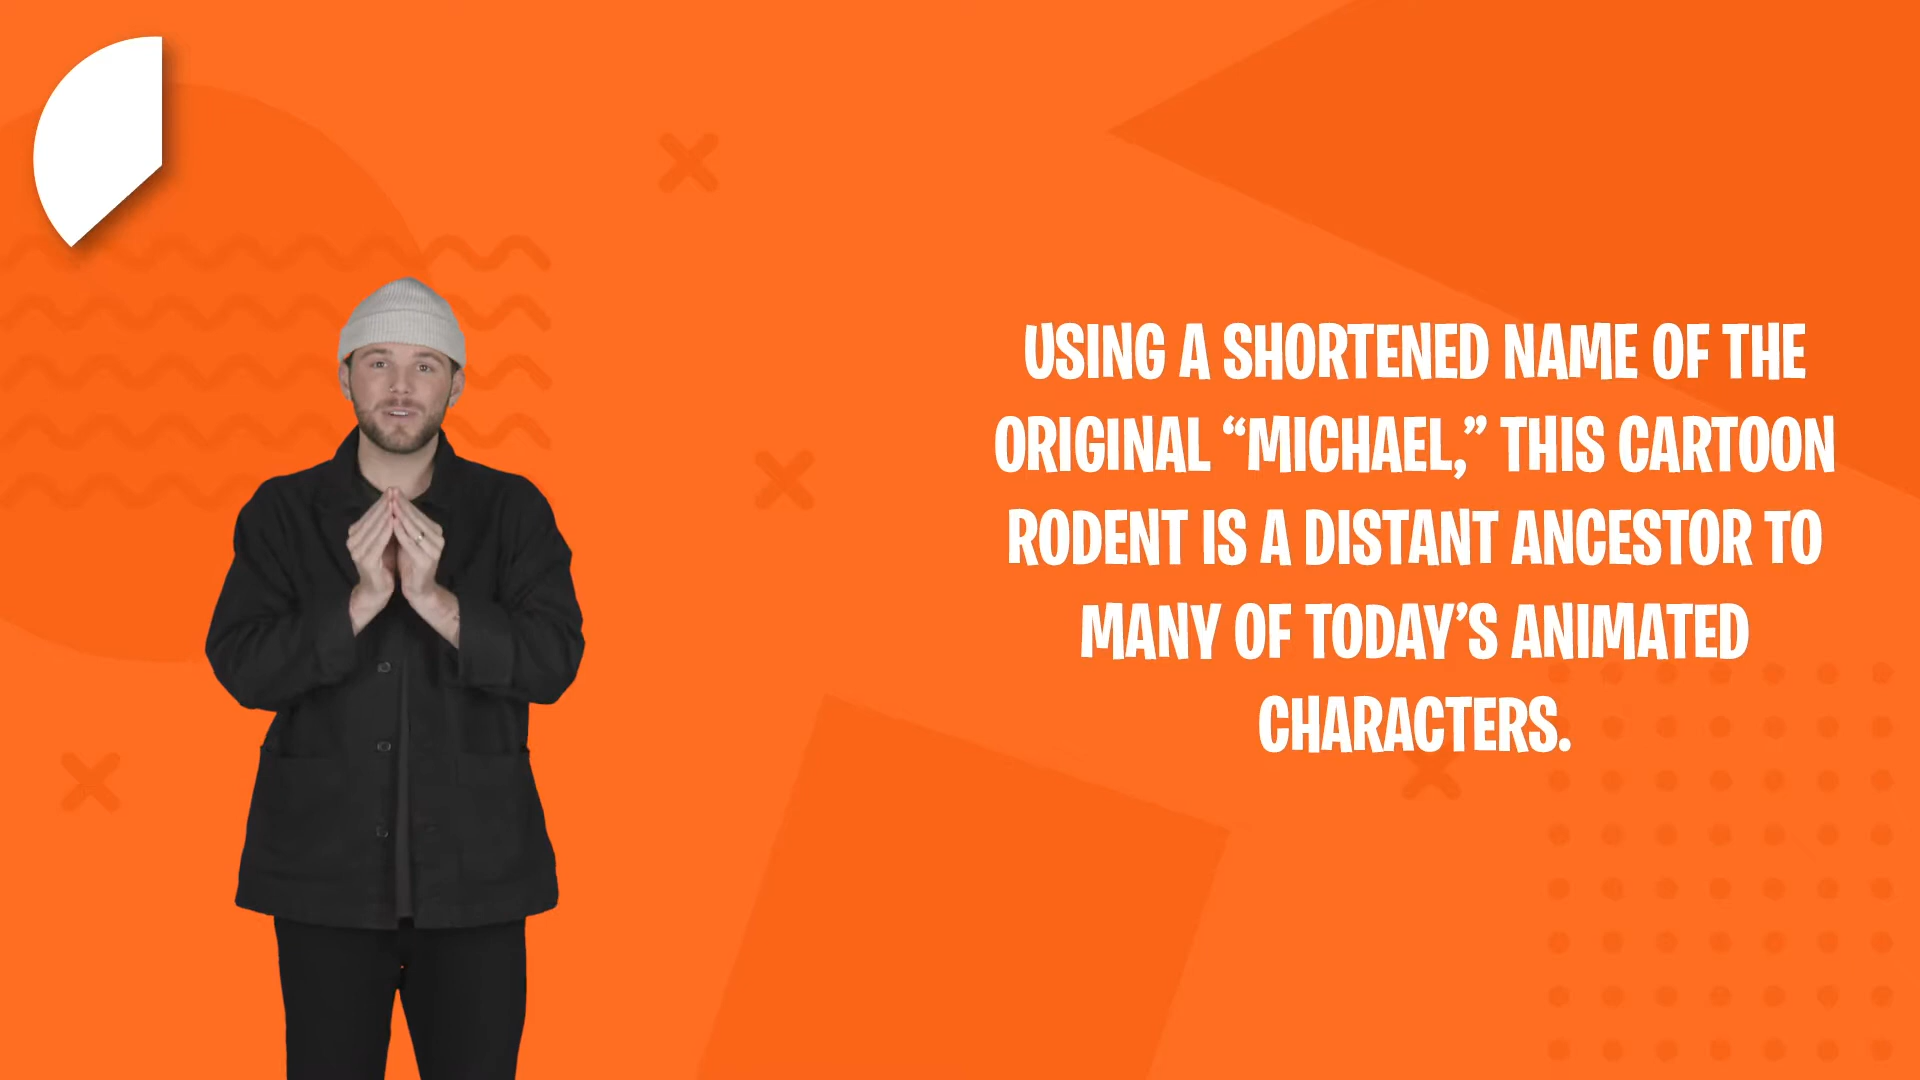 USING A SHORTENED NAME OF THE
ORIGINAL “MICHAEL,” THIS CARTOON
RODENT IS A DISTANT ANCESTOR TO
MANY OF TODAY’S ANIMATED
CHARACTERS.